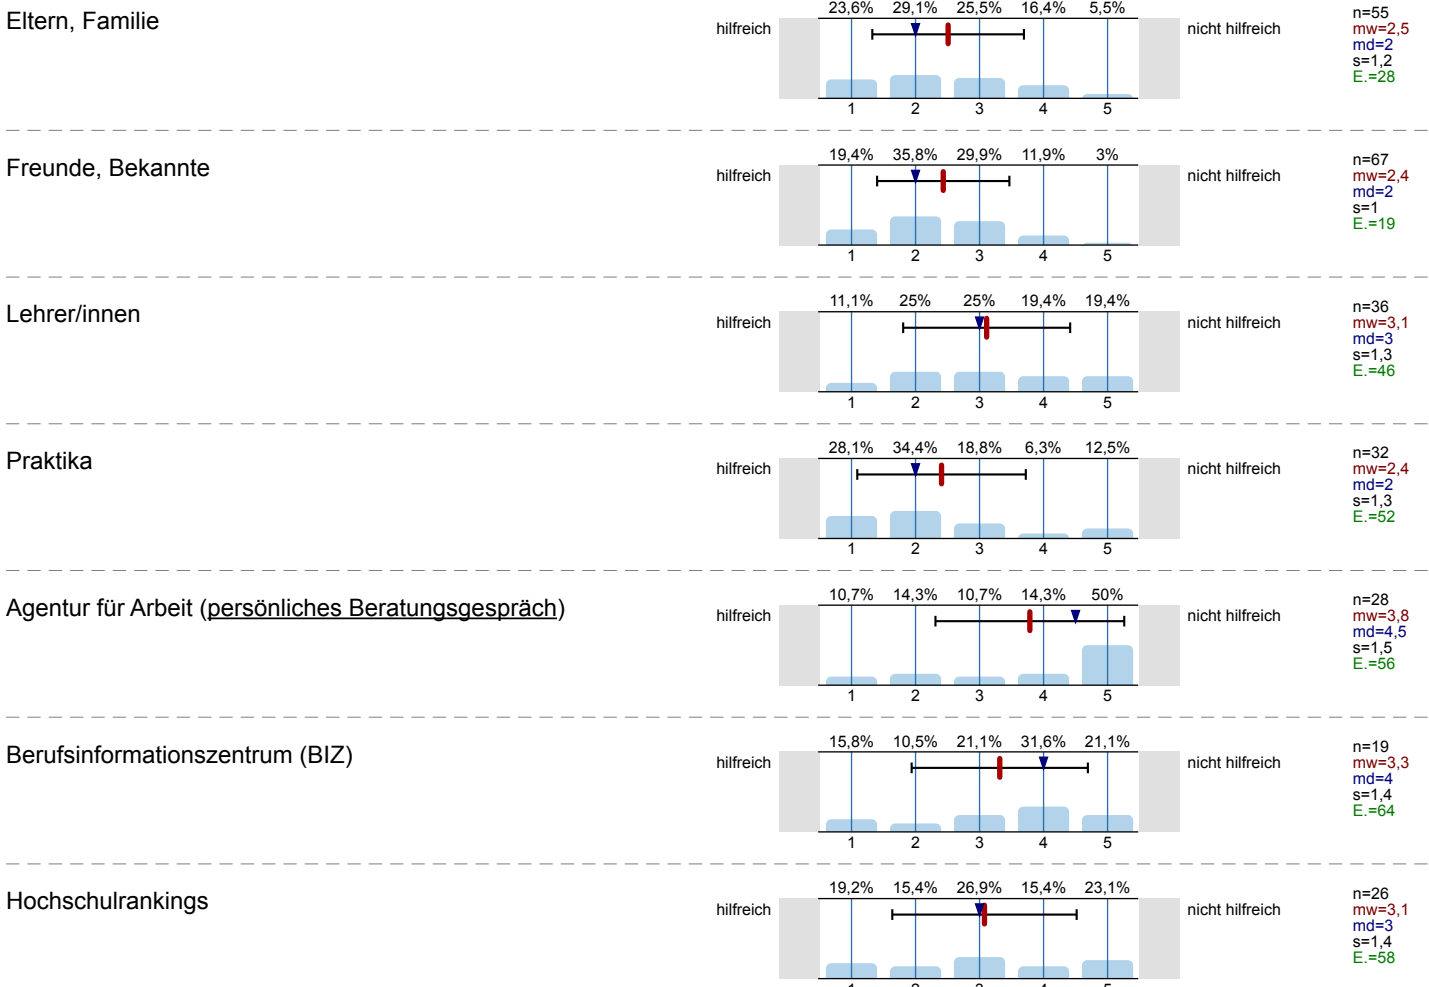 Eltern, Familie
23,6% 29,1% 25,5% 16,4% 5,5%
hilfreich
nicht hilfreich
1 2 3 4 5
n=55
mw=2,5
md=2
s=1,2
E.=28
Freunde, Bekannte
19,4% 35,8% 29,9% 11,9% 3%
hilfreich
nicht hilfreich
1 2 3 4 5
n=67
mw=2,4
md=2
s=1
E.=19
Lehrer/innen
11,1% 25% 25% 19,4% 19,4%
hilfreich
nicht hilfreich
1 2 3 4 5
n=36
mw=3,1
md=3
s=1,3
E.=46
Praktika
28,1% 34,4% 18,8% 6,3% 12,5%
hilfreich
nicht hilfreich
1 2 3 4 5
n=32
mw=2,4
md=2
s=1,3
E.=52
Agentur für Arbeit (persönliches Beratungsgespräch)
10,7% 14,3% 10,7% 14,3% 50%
hilfreich
nicht hilfreich
1 2 3 4 5
n=28
mw=3,8
md=4,5
s=1,5
E.=56
Berufsinformationszentrum (BIZ)
15,8% 10,5% 21,1% 31,6% 21,1%
hilfreich
nicht hilfreich
1 2 3 4 5
n=19
mw=3,3
md=4
s=1,4
E.=64
Hochschulrankings
19,2% 15,4% 26,9% 15,4% 23,1%
hilfreich
nicht hilfreich
1 2 3 4 5
n=26
mw=3,1
md=3
s=1,4
E.=58